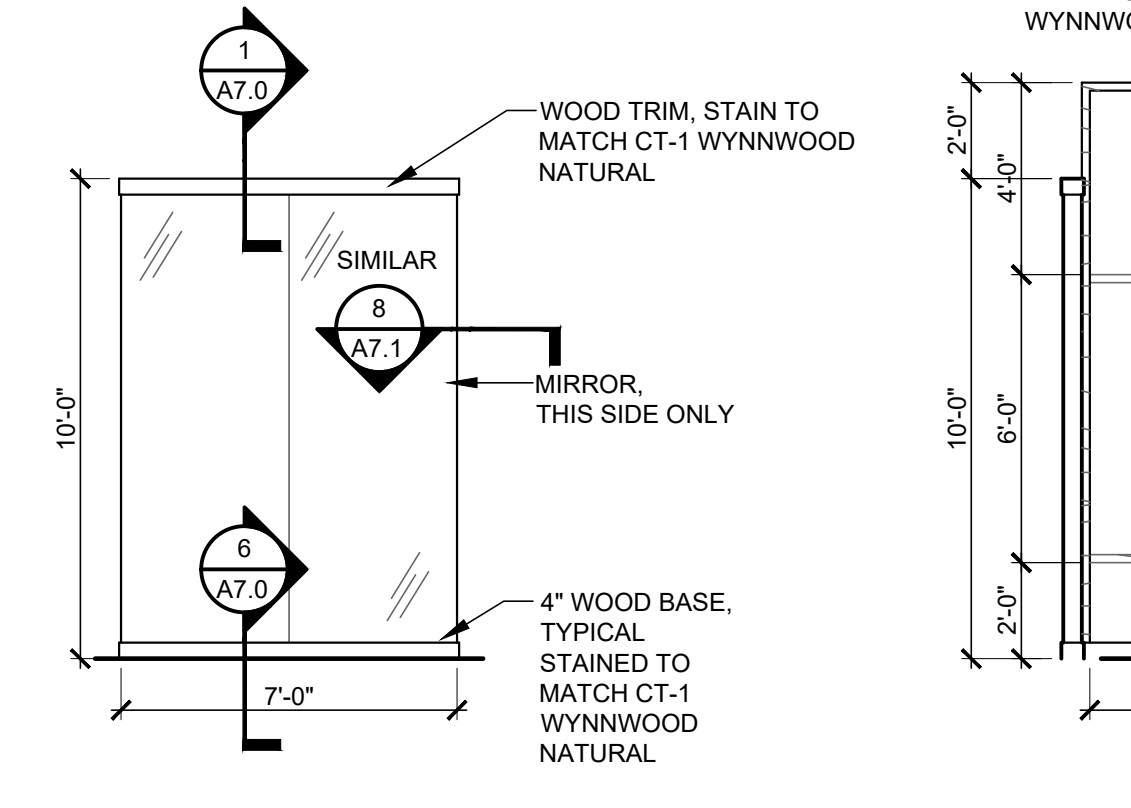 1
A7.0
WOOD TRIM, STAIN TO
MATCH CT-1 WYNNWOOD
NATURAL
SIMILAR
8
A7.1
MIRROR,
THIS SIDE ONLY
10'-0"
6
A7.0
4" WOOD BASE,
TYPICAL
STAINED TO
MATCH CT-1
WYNNWOOD
NATURAL
7'-0"
2'-0"
4'-0"
10'-0"
6'-0"
2'-0"